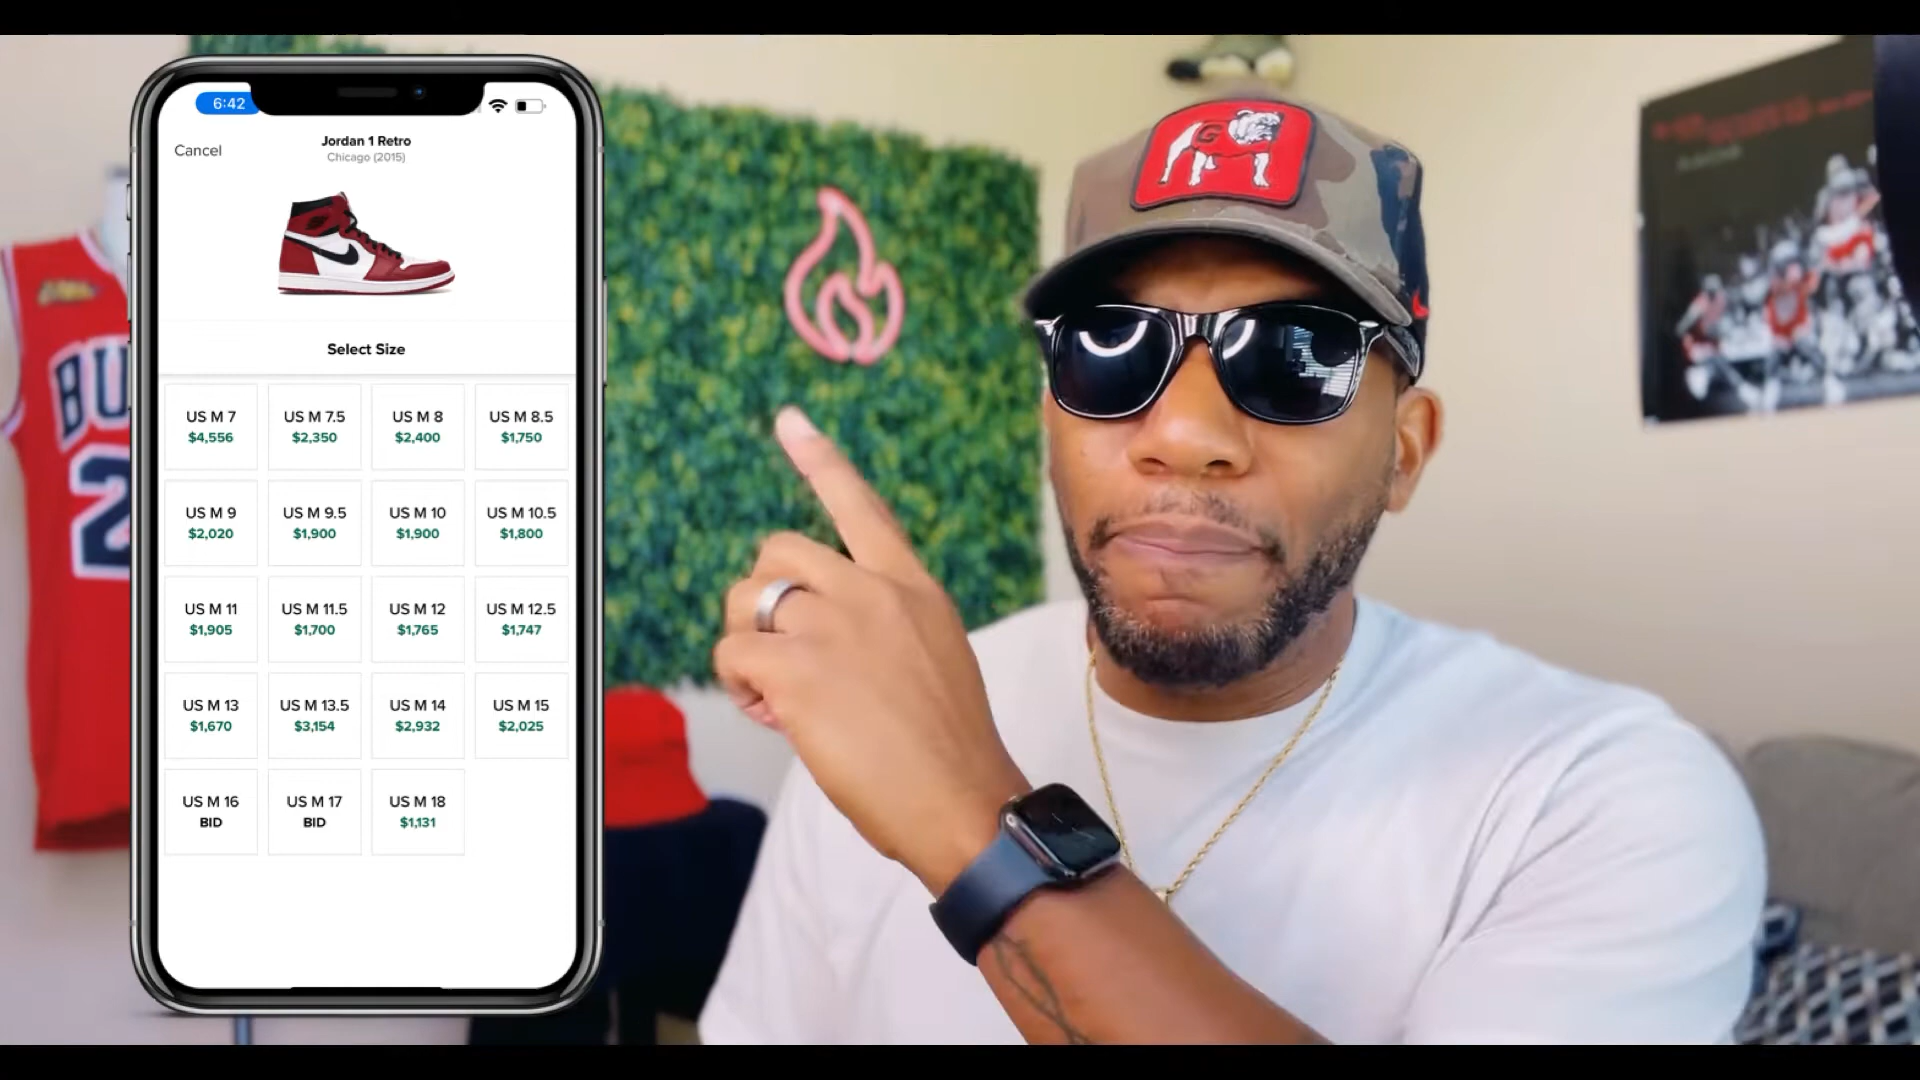 6:42
Cancel
Jordan 1 Retro
Chicago (2015)
Select Size
US M 7 US M 7.5 US M 8 US M 8.5
$4,556 $2,350 $2,400 $1,750
US M 9 US M 9.5 US M 10 US M 10.5
$2,020 $1,900 $1,900 $1,800
US M 11 US M 11.5 US M 12 US M 12.5
$1,905 $1,700 $1,765 $1,747
US M 13 US M 13.5 US M 14 US M 15
$1,670 $3,154 $2,932 $2,025
US M 16 US M 17 US M 18
BID BID $1,131
BU
2
G